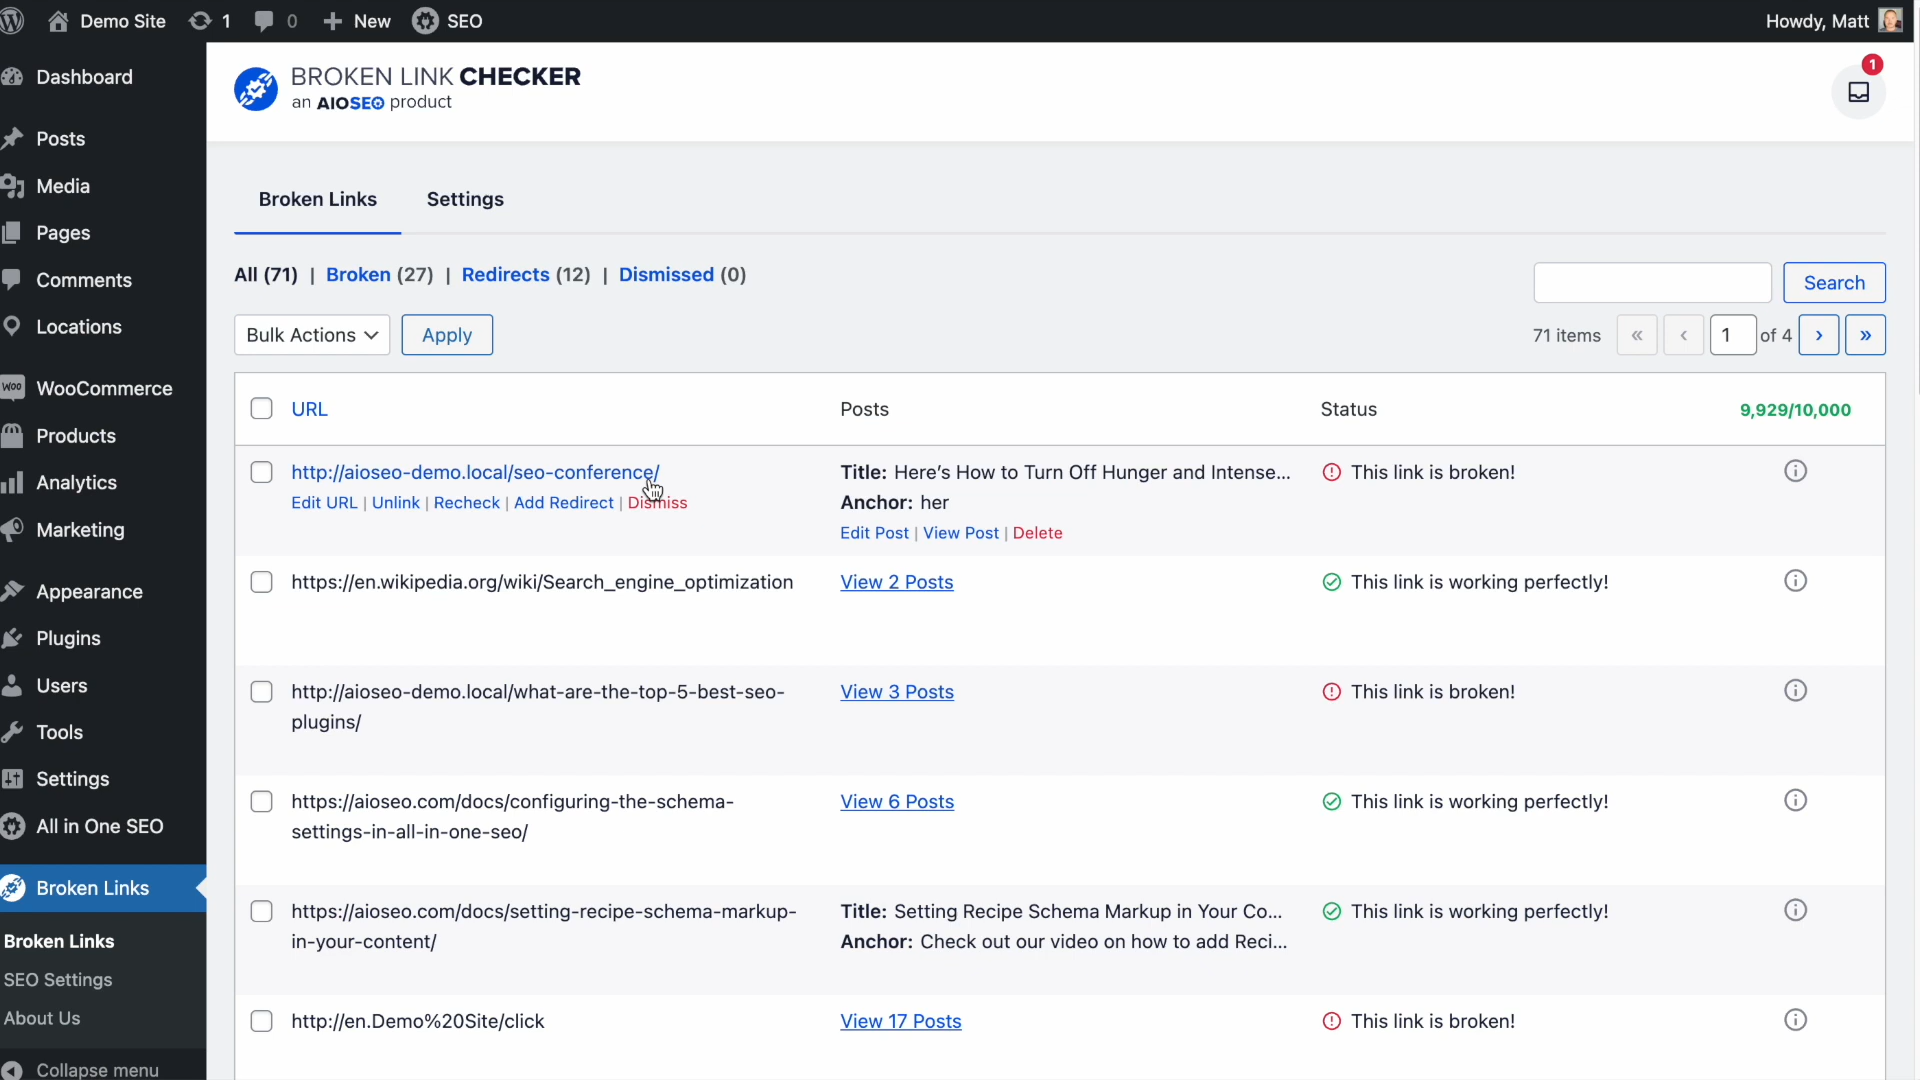 Demo Site 1 0 New SEO Howdy, Matt
Dashboard
Posts
Media
Pages
Comments
Locations
WooCommerce
Products
Analytics
Marketing
Appearance
Plugins
Users
Tools
Settings
All in One SEO
Broken Links
Broken Links
SEO Settings
About Us
Collapse menu
BROKEN LINK CHECKER
an AIOSEO product
1
Broken Links Settings
All (71) | Broken (27) | Redirects (12) | Dismissed (0)
Search
Bulk Actions Apply
71 items « ‹ 1 of 4 › »
URL Posts Status 9,929/10,000
http://aioseo-demo.local/seo-conference/ Title: Here's How to Turn Off Hunger and Intense... This link is broken!
Edit URL | Unlink | Recheck | Add Redirect | Dismiss Anchor: her
Edit Post | View Post | Delete
https://en.wikipedia.org/wiki/Search_engine_optimization View 2 Posts This link is working perfectly!
http://aioseo-demo.local/what-are-the-top-5-best-seo- View 3 Posts This link is broken!
plugins/
https://aioseo.com/docs/configuring-the-schema- View 6 Posts This link is working perfectly!
settings-in-all-in-one-seo/
https://aioseo.com/docs/setting-recipe-schema-markup- Title: Setting Recipe Schema Markup in Your Co... This link is working perfectly!
in-your-content/ Anchor: Check out our video on how to add Reci...
http://en.Demo%20Site/click View 17 Posts This link is broken!